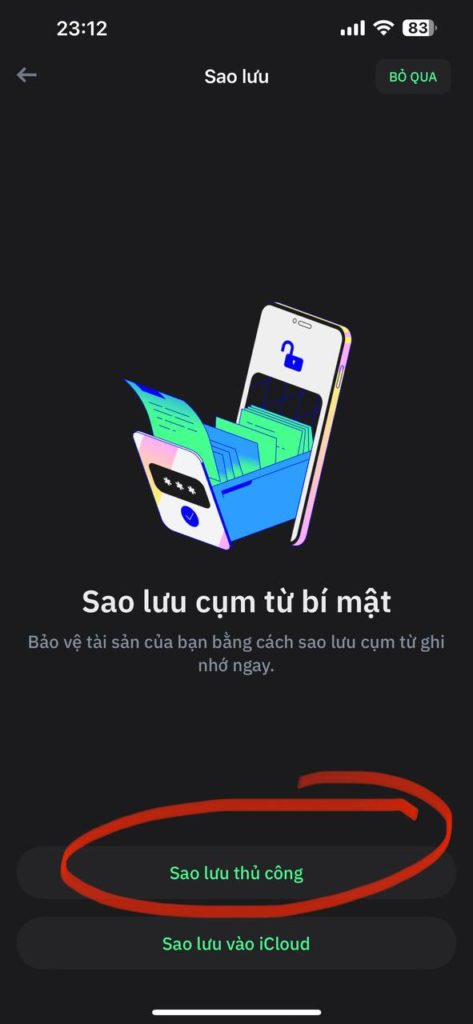 23:12
83
Sao lưu
BỎ QUA
***
Sao lưu cụm từ bí mật
Bảo vệ tài sản của bạn bằng cách sao lưu cụm từ ghi
nhớ ngay.
Sao lưu thủ công
Sao lưu vào iCloud